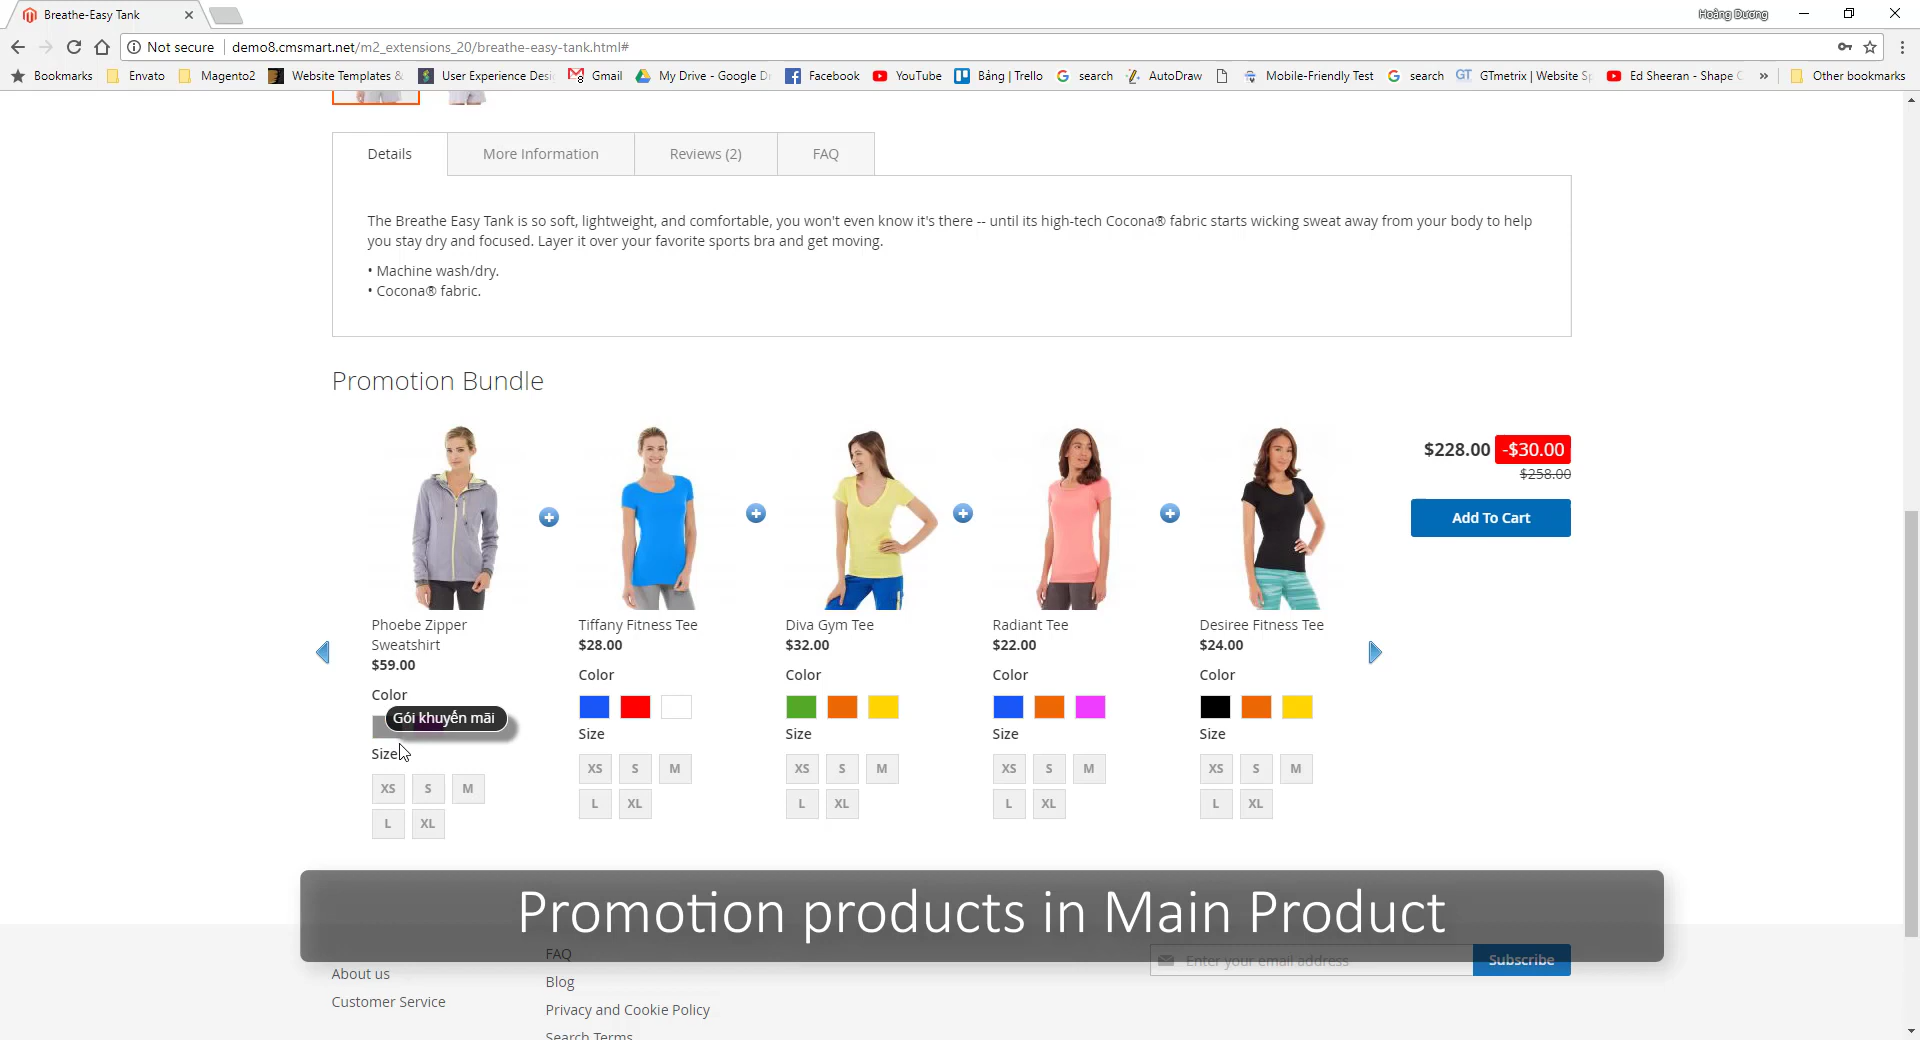 Breathe-Easy Tank
Hoàng Dương
Not secure
demo8.cmsmart.net/m2_extensions_20/breathe-easy-tank.html#
Bookmarks
Envato
Magento2
Website Templates &
User Experience Desi
Gmail
My Drive - Google Dr
Facebook
YouTube
Bảng | Trello
search
AutoDraw
Mobile-Friendly Test
search
GTmetrix | Website Sp
Ed Sheeran - Shape O
»
Other bookmarks
Details
More Information
Reviews (2)
FAQ
The Breathe Easy Tank is so soft, lightweight, and comfortable, you won't even know it's there -- until its high-tech Cocona® fabric starts wicking sweat away from your body to help
you stay dry and focused. Layer it over your favorite sports bra and get moving.
• Machine wash/dry.
• Cocona® fabric.
Promotion Bundle
$228.00 -$30.00
$258.00
Add To Cart
Phoebe Zipper
Sweatshirt
$59.00
Color
Gói khuyến mãi
Size
XS S M
L XL
Tiffany Fitness Tee
$28.00
Color
Size
XS S M
L XL
Diva Gym Tee
$32.00
Color
Size
XS S M
L XL
Radiant Tee
$22.00
Color
Size
XS S M
L XL
Desiree Fitness Tee
$24.00
Color
Size
XS S M
L XL
Promotion products in Main Product
About us
Customer Service
FAQ
Blog
Privacy and Cookie Policy
Search Terms
Enter your email address
Subscribe